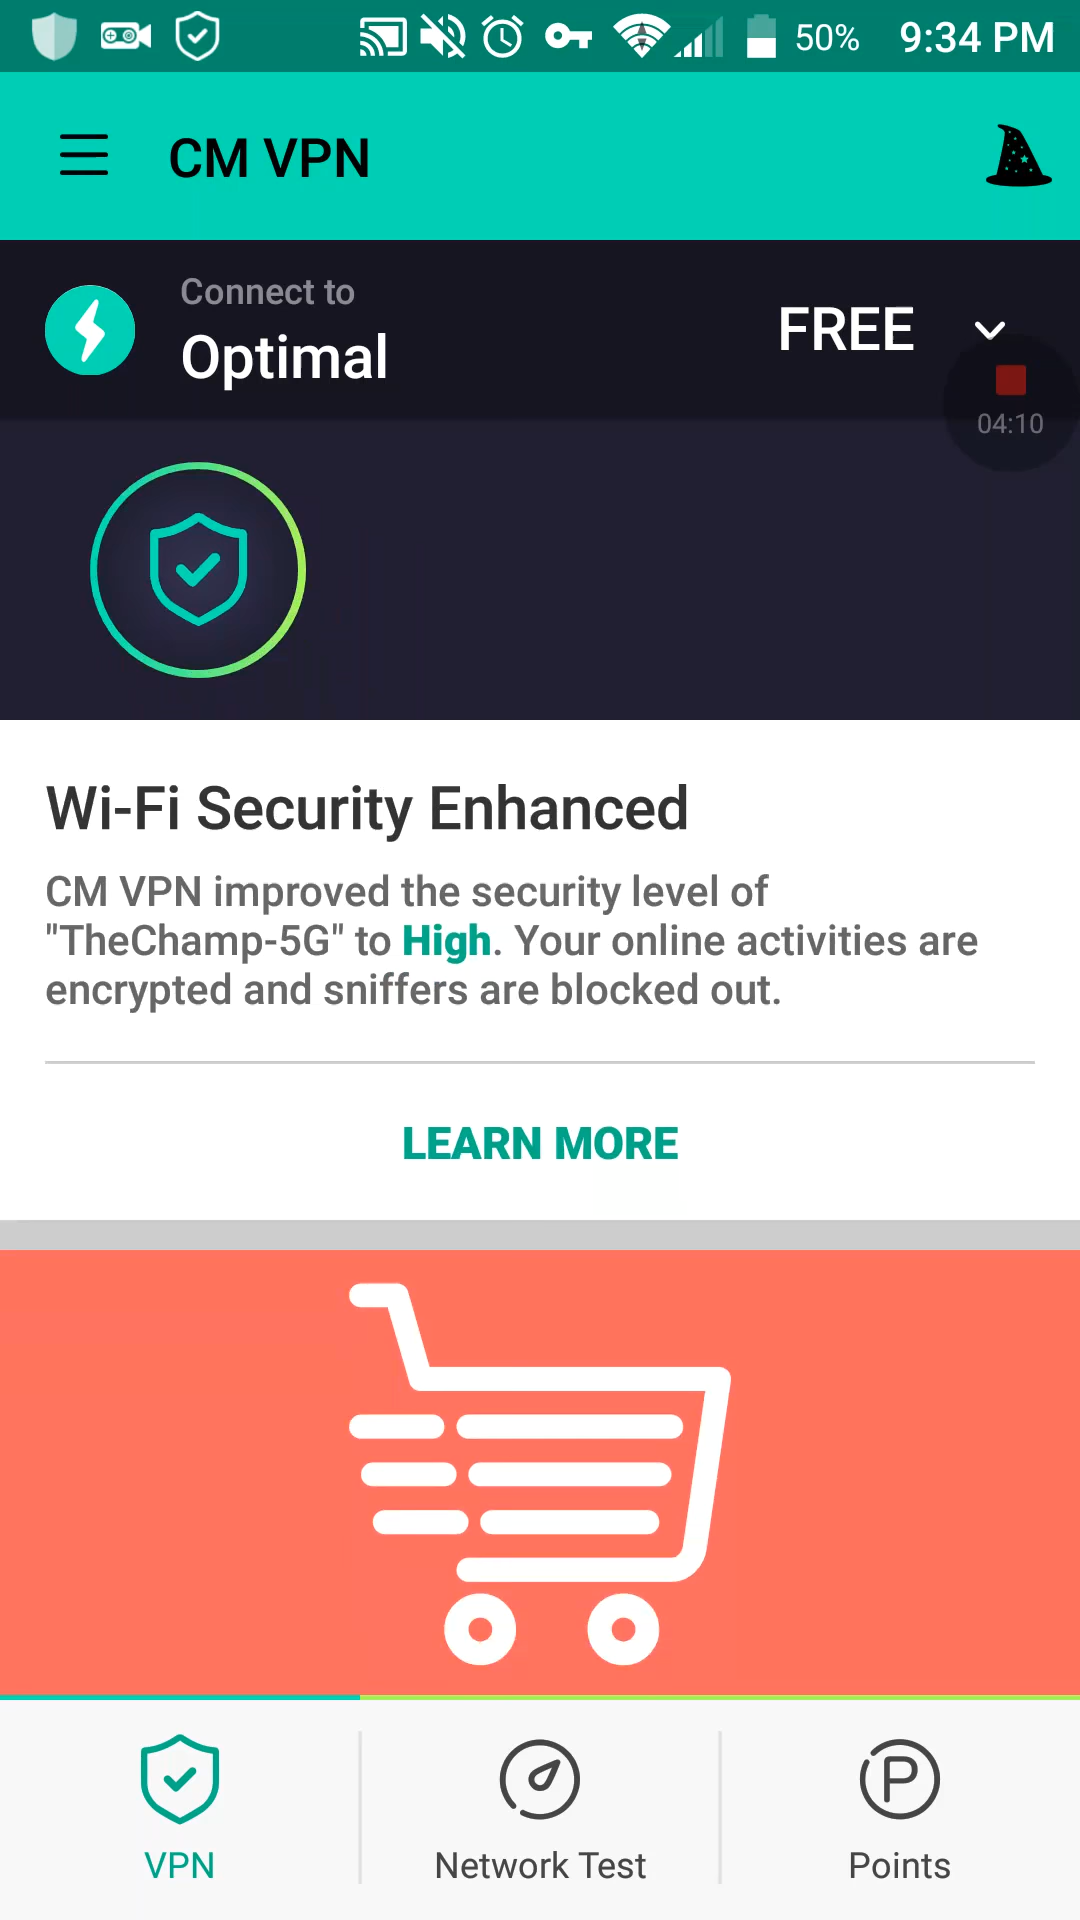 50% 9:34 PM
CM VPN
Connect to
Optimal
FREE
04:10
Wi-Fi Security Enhanced
CM VPN improved the security level of
"TheChamp-5G" to High. Your online activities are
encrypted and sniffers are blocked out.
LEARN MORE
VPN
Network Test
P
Points